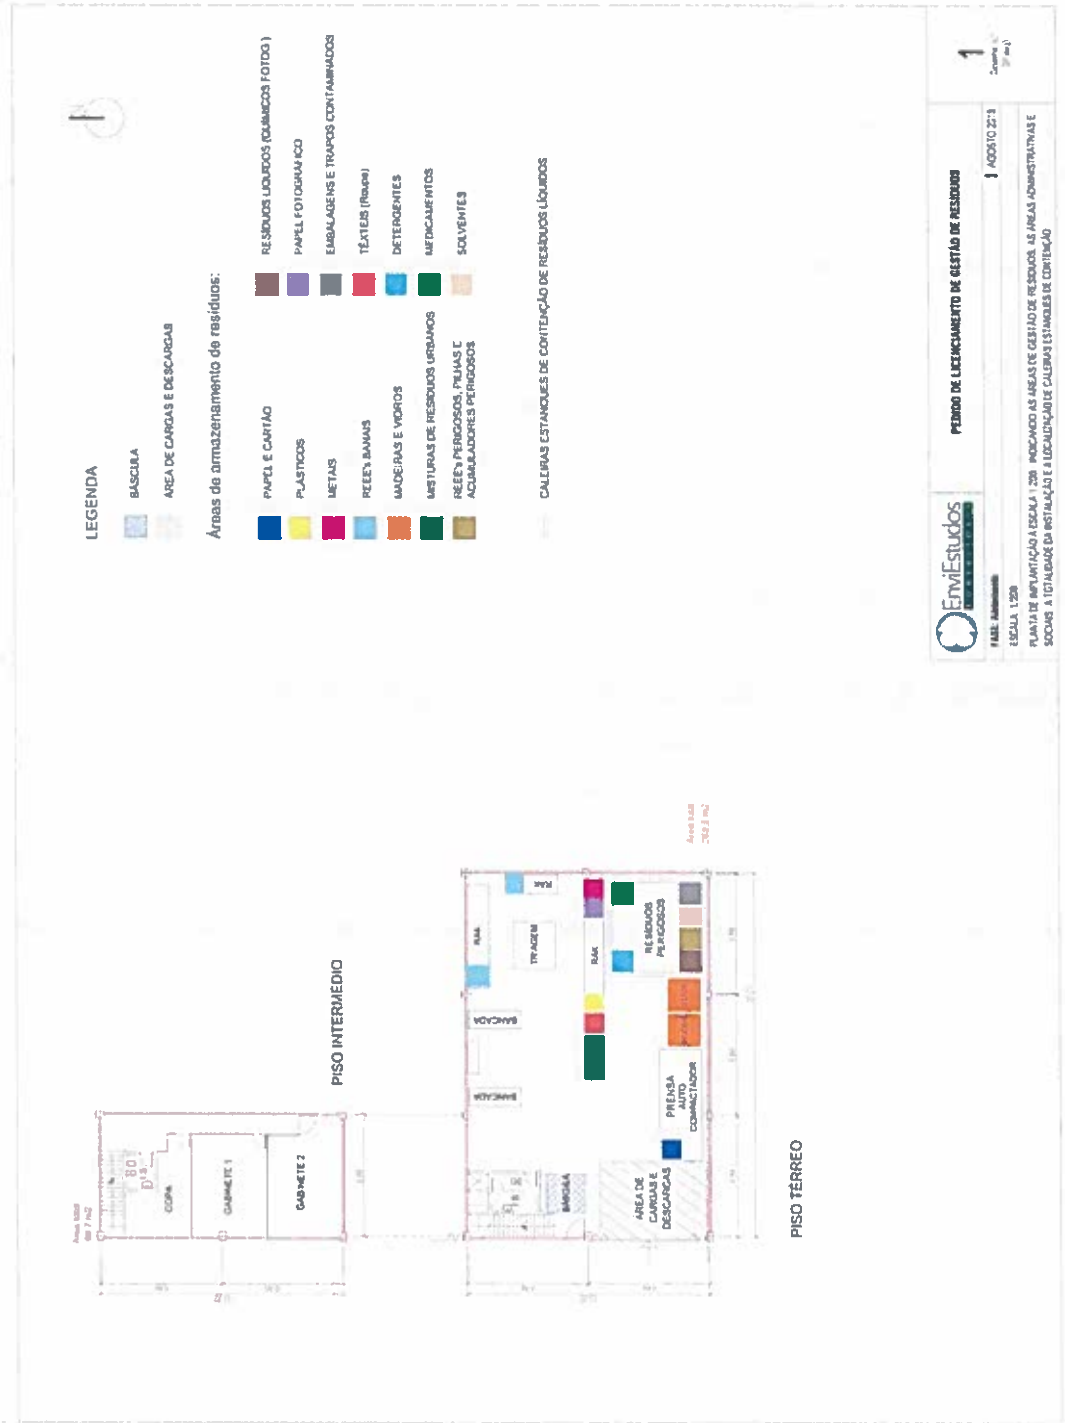 LEGENDA
BÁSCULA
ÁREA DE CARGAS E DESCARGAS
Áreas de armazenamento de resíduos:
PAPEL E CARTÃO
PLÁSTICOS
METAIS
REEE's BANAIS
MADEIRAS E VIDROS
MISTURAS DE RESÍDUOS URBANOS
REEE's PERIGOSOS, PILHAS E
ACUMULADORES PERIGOSOS
RESÍDUOS LÍQUIDOS (QUÍMICOS FOTOG.)
PAPEL FOTOGRÁFICO
EMBALAGENS E TRAPOS CONTAMINADOS
TÊXTEIS (Roupa)
DETERGENTES
MEDICAMENTOS
SOLVENTES
CALEIRAS ESTANQUES DE CONTENÇÃO DE RESÍDUOS LÍQUIDOS
COPA
GABINETE 1
GABINETE 2
PISO INTERMÉDIO
RAK
RAK
TRIAGEM
BANCADA
BANCADA
RAK
RESÍDUOS
PERIGOSOS
PRENSA
AUTO
COMPACTADOR
BÁSCULA
ÁREA DE
CARGAS E
DESCARGAS
PISO TÉRREO
EnviEstudos
PEDIDO DE LICENCIAMENTO DE GESTÃO DE RESÍDUOS
1
FASE:
AGOSTO 2018
ESCALA 1:200
PLANTA DE IMPLANTAÇÃO À ESCALA 1:200 INDICANDO AS ÁREAS DE GESTÃO DE RESÍDUOS, AS ÁREAS ADMINISTRATIVAS E
SOCIAIS, A TOTALIDADE DA INSTALAÇÃO E A LOCALIZAÇÃO DE CALEIRAS ESTANQUES DE CONTENÇÃO